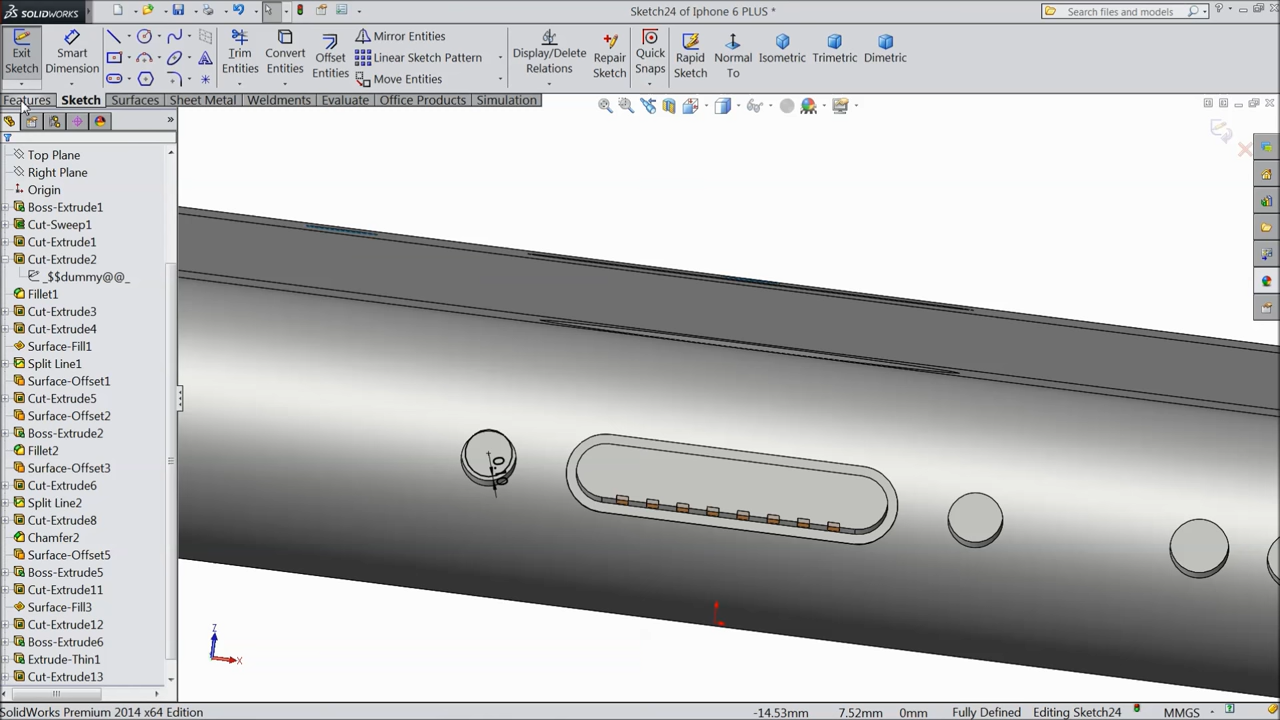 SOLIDWORKS
Sketch24 of Iphone 6 PLUS *
Search files and models
Exit Sketch
Smart Dimension
Trim Entities
Convert Entities
Offset Entities
Mirror Entities
Linear Sketch Pattern
Move Entities
Display/Delete Relations
Repair Sketch
Quick Snaps
Rapid Sketch
Normal To
Isometric
Trimetric
Dimetric
Features
Sketch
Surfaces
Sheet Metal
Weldments
Evaluate
Office Products
Simulation
Top Plane
Right Plane
Origin
Boss-Extrude1
Cut-Sweep1
Cut-Extrude1
Cut-Extrude2
_$$dummy@@_
Fillet1
Cut-Extrude3
Cut-Extrude4
Surface-Fill1
Split Line1
Surface-Offset1
Cut-Extrude5
Surface-Offset2
Boss-Extrude2
Fillet2
Surface-Offset3
Cut-Extrude6
Split Line2
Cut-Extrude8
Chamfer2
Surface-Offset5
Boss-Extrude5
Cut-Extrude11
Surface-Fill3
Cut-Extrude12
Boss-Extrude6
Extrude-Thin1
Cut-Extrude13
Z
X
SolidWorks Premium 2014 x64 Edition
-14.53mm
7.52mm
0mm
Fully Defined
Editing Sketch24
MMGS